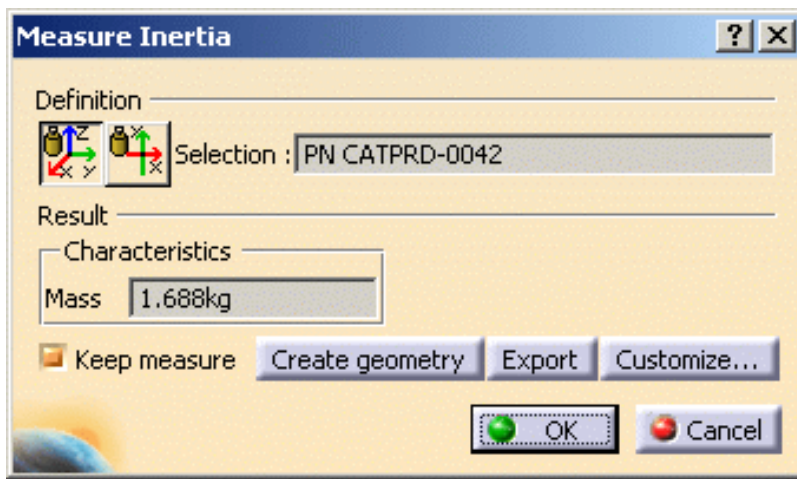 Measure Inertia ? X
Definition
Z X Y Y X Selection : PN CATPRD-0042
Result
Characteristics
Mass 1.688kg
Keep measure Create geometry Export Customize...
OK Cancel